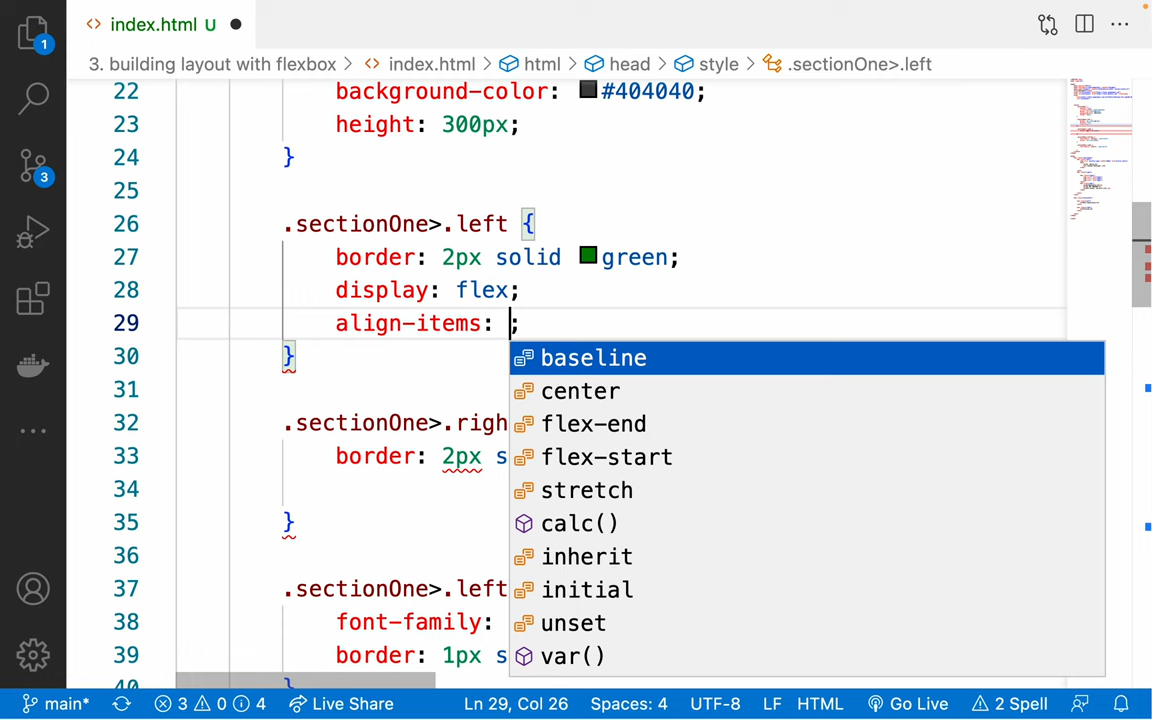 1
index.html U
3. building layout with flexbox > index.html > html > head > style > .sectionOne>.left
22 background-color: #404040;
23 height: 300px;
24 }
25
26 .sectionOne>.left {
27 border: 2px solid green;
28 display: flex;
29 align-items: ;
30 }
31
32 .sectionOne>.righ
33 border: 2px s
34
35 }
36
37 .sectionOne>.left
38 font-family:
39 border: 1px s
40 }
baseline
center
flex-end
flex-start
stretch
calc()
inherit
initial
unset
var()
3
main* 3 0 4 Live Share Ln 29, Col 26 Spaces: 4 UTF-8 LF HTML Go Live 2 Spell